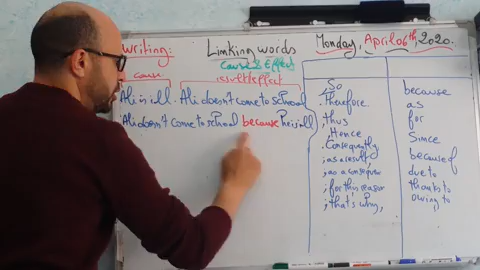 Writing: Linking words Monday, April 06th, 2020.
Cause & Effect
cause result/effect
Ali is ill. Ali doesn't come to school
Ali doesn't come to school because he is ill
, So
, Therefore
, thus
, Hence
, Consequently
, as a result,
, as a consequence
, for this reason
, that's why,
because
as
for
Since
because of
due to
thanks to
owing to